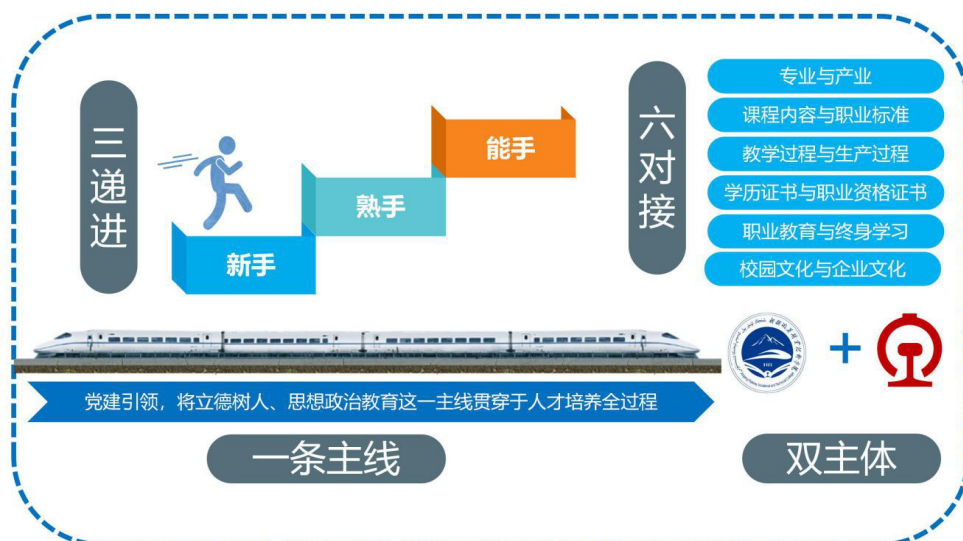 三递进
新手
熟手
能手
六对接
专业与产业
课程内容与职业标准
教学过程与生产过程
学历证书与职业资格证书
职业教育与终身学习
校园文化与企业文化
+
党建引领，将立德树人、思想政治教育这一主线贯穿于人才培养全过程
一条主线
双主体